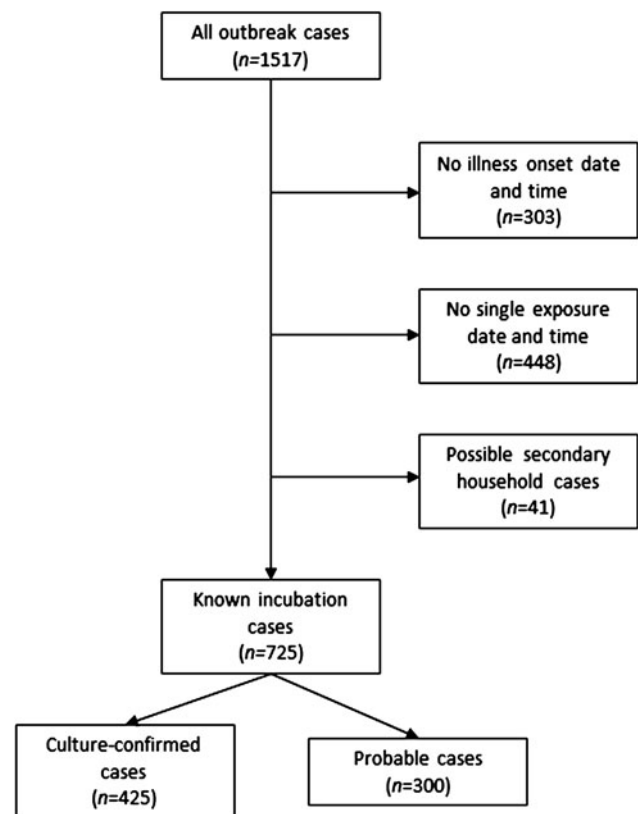 All outbreak cases
(n=1517)
No illness onset date
and time
(n=303)
No single exposure
date and time
(n=448)
Possible secondary
household cases
(n=41)
Known incubation
cases
(n=725)
Culture-confirmed
cases
(n=425)
Probable cases
(n=300)